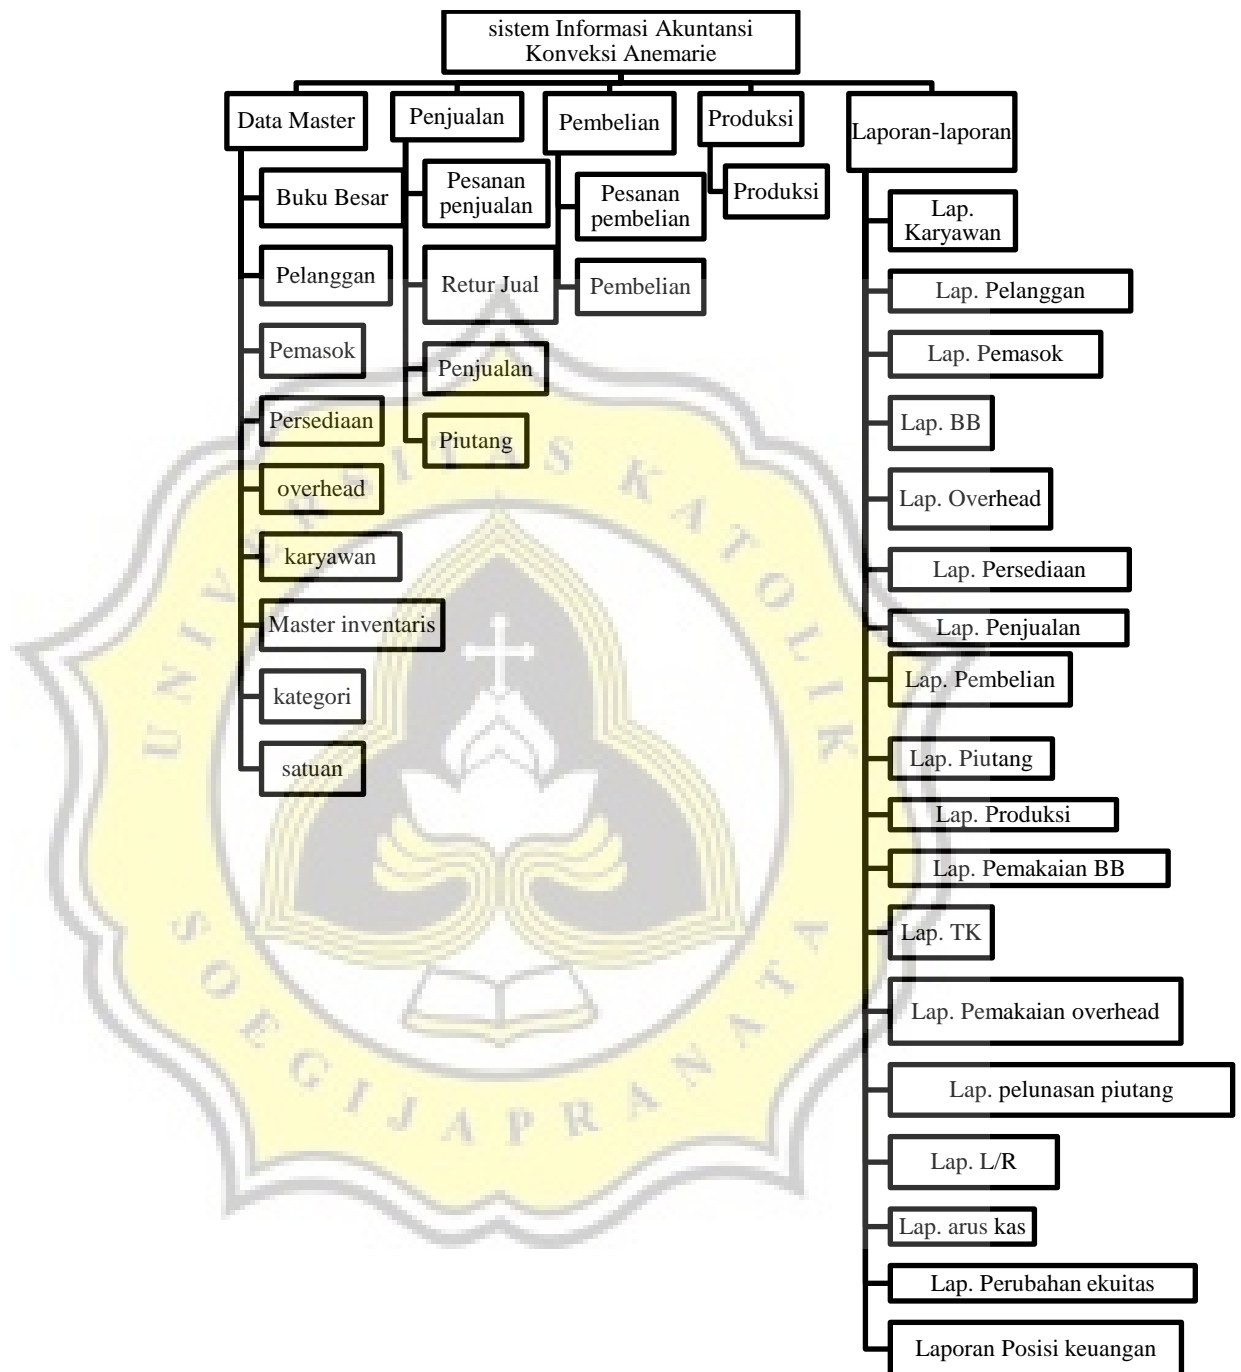 sistem Informasi Akuntansi
Konveksi Anemarie
Data Master
Buku Besar
Pelanggan
Pemasok
Persediaan
overhead
karyawan
Master inventaris
kategori
satuan
Penjualan
Pesanan
penjualan
Retur Jual
Penjualan
Piutang
Pembelian
Pesanan
pembelian
Pembelian
Produksi
Produksi
Laporan-laporan
Lap.
Karyawan
Lap. Pelanggan
Lap. Pemasok
Lap. BB
Lap. Overhead
Lap. Persediaan
Lap. Penjualan
Lap. Pembelian
Lap. Piutang
Lap. Produksi
Lap. Pemakaian BB
Lap. TK
Lap. Pemakaian overhead
Lap. pelunasan piutang
Lap. L/R
Lap. arus kas
Lap. Perubahan ekuitas
Laporan Posisi keuangan
UNIVERSITAS KATOLIK
SOEGIJAPRANATA